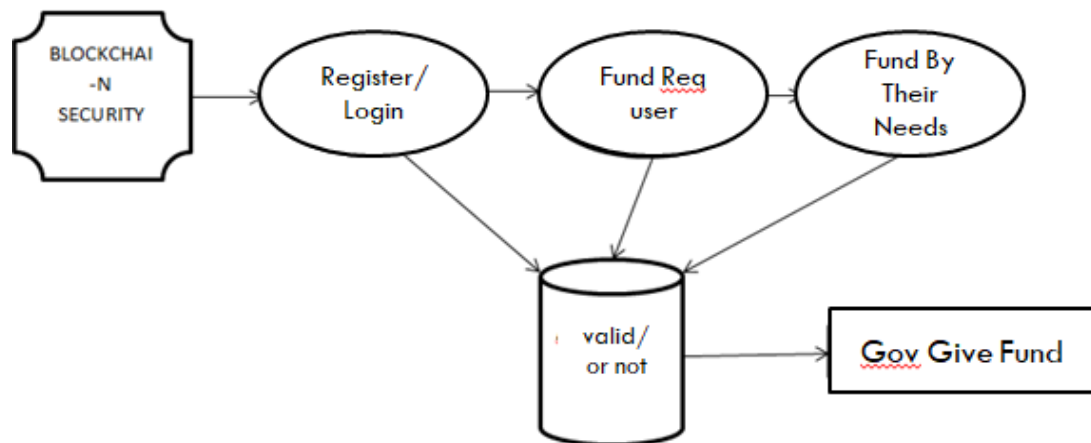 BLOCKCHAI
-N
SECURITY
Register/
Login
Fund Req
user
Fund By
Their
Needs
valid/
or not
Gov Give Fund